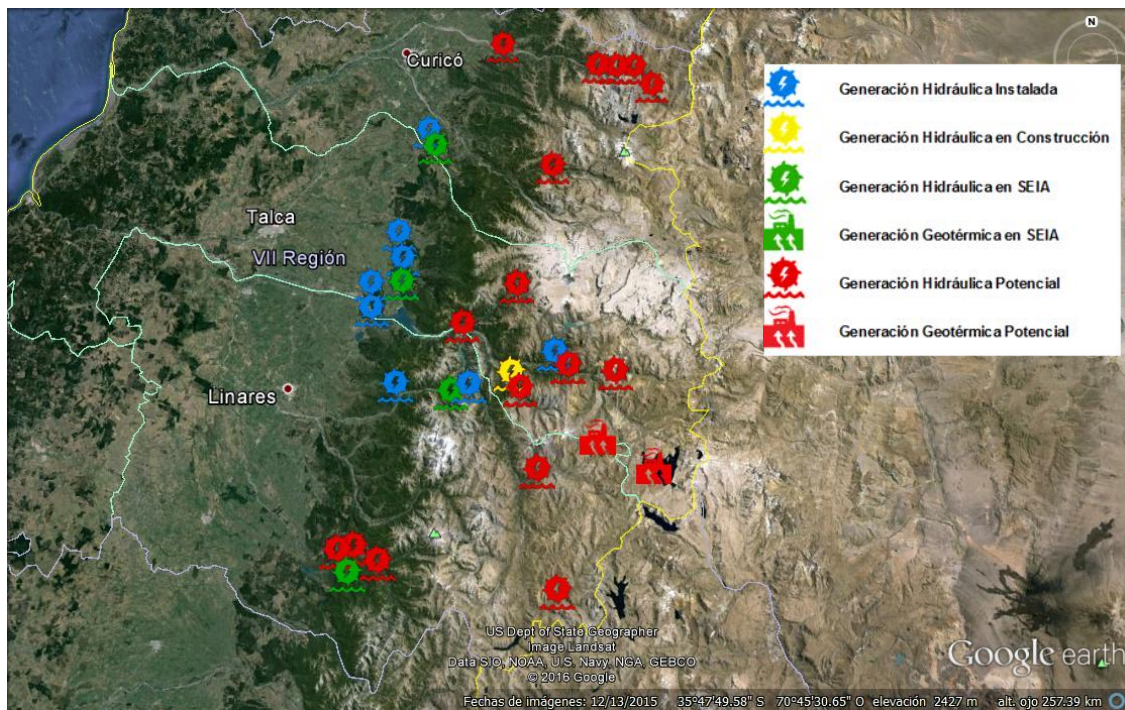 N
Curicó
Generación Hidráulica Instalada
Generación Hidráulica en Construcción
Generación Hidráulica en SEIA
Talca
Generación Geotérmica en SEIA
VII Región
Generación Hidráulica Potencial
Generación Geotérmica Potencial
Linares
US Dept of State Geographer
Image Landsat
Data SIO, NOAA, U.S. Navy, NGA, GEBCO
© 2016 Google
Google earth
Fechas de imágenes: 12/13/2015 35°47'49.58" S 70°45'30.65" O elevación 2427 m alt. ojo 257.39 km